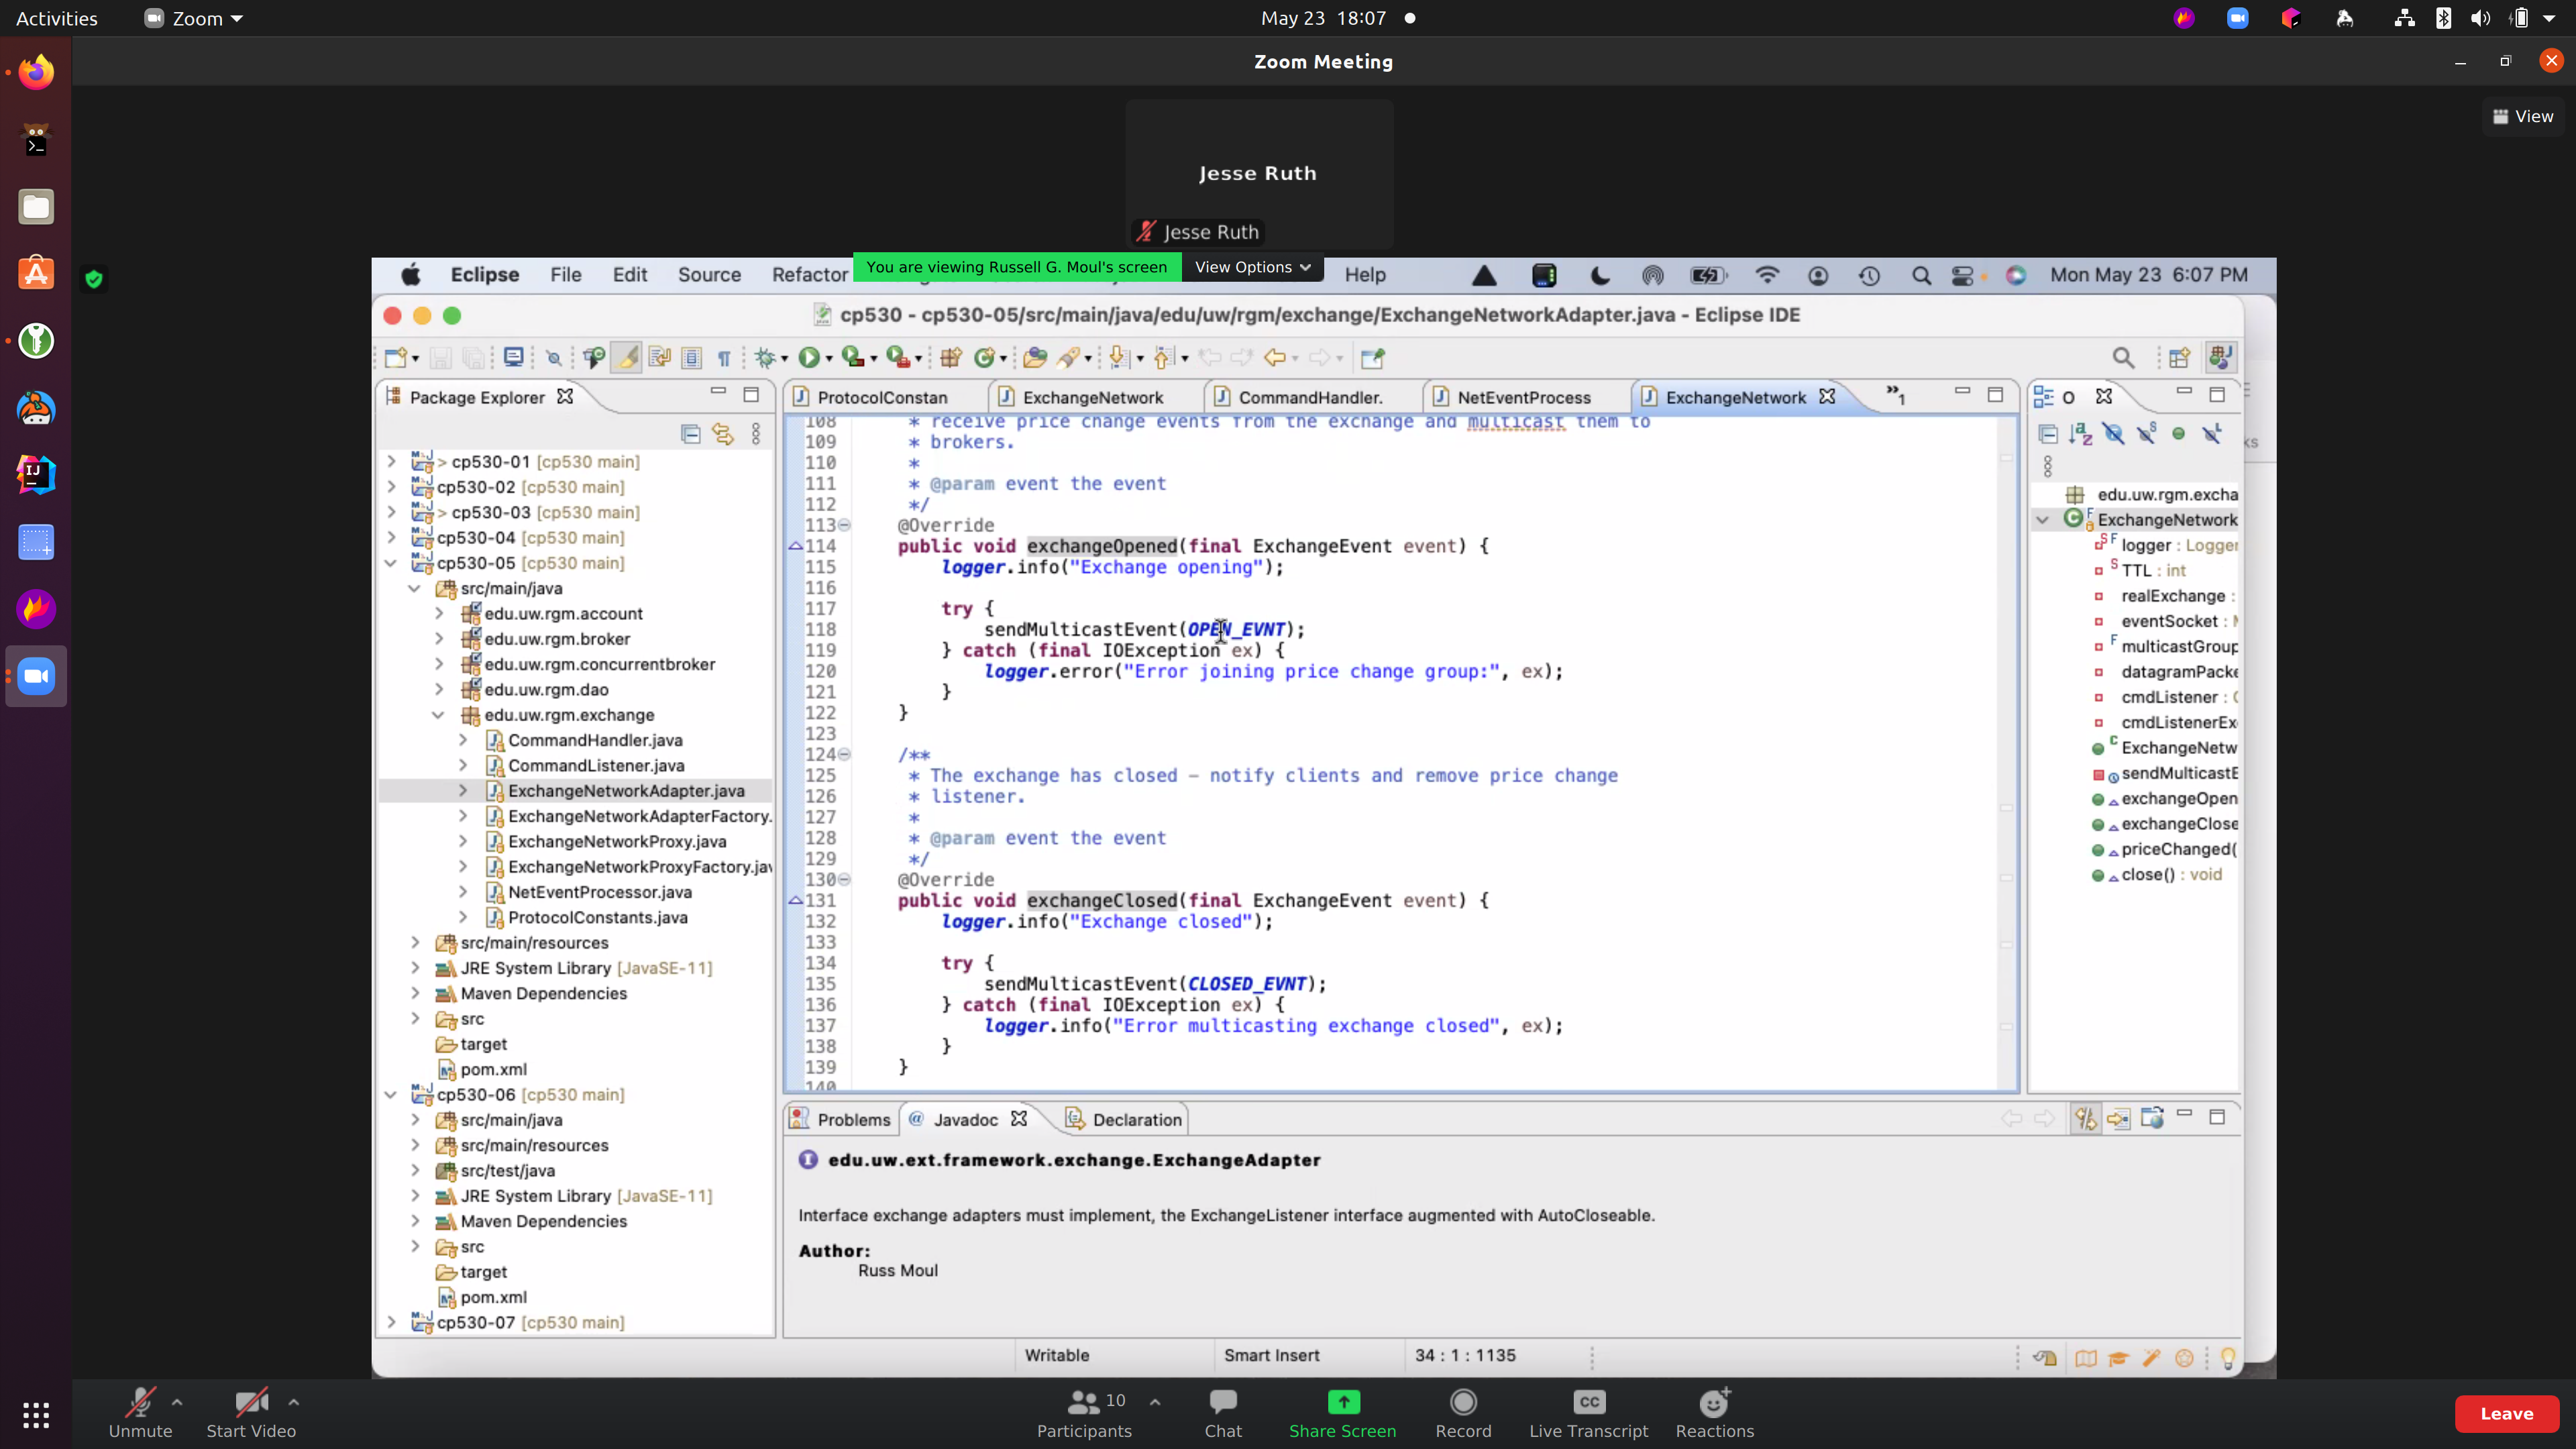 Activities
Zoom
May 23 18:07
Zoom Meeting
View
Jesse Ruth
Jesse Ruth
You are viewing Russell G. Moul's screen
View Options
Eclipse File Edit Source Refactor Help
Mon May 23 6:07 PM
cp530 - cp530-05/src/main/java/edu/uw/rgm/exchange/ExchangeNetworkAdapter.java - Eclipse IDE
Package Explorer
> cp530-01 [cp530 main]
cp530-02 [cp530 main]
> cp530-03 [cp530 main]
cp530-04 [cp530 main]
cp530-05 [cp530 main]
src/main/java
edu.uw.rgm.account
edu.uw.rgm.broker
edu.uw.rgm.concurrentbroker
edu.uw.rgm.dao
edu.uw.rgm.exchange
CommandHandler.java
CommandListener.java
ExchangeNetworkAdapter.java
ExchangeNetworkAdapterFactory.
ExchangeNetworkProxy.java
ExchangeNetworkProxyFactory.jav
NetEventProcessor.java
ProtocolConstants.java
src/main/resources
JRE System Library [JavaSE-11]
Maven Dependencies
src
target
pom.xml
cp530-06 [cp530 main]
src/main/java
src/main/resources
src/test/java
JRE System Library [JavaSE-11]
Maven Dependencies
src
target
pom.xml
cp530-07 [cp530 main]
ProtocolConstan ExchangeNetwork CommandHandler. NetEventProcess ExchangeNetwork »1
108 * receive price change events from the exchange and multicast them to
109 * brokers.
110 *
111 * @param event the event
112 */
113 @Override
114 public void exchangeOpened(final ExchangeEvent event) {
115 logger.info("Exchange opening");
116
117 try {
118 sendMulticastEvent(OPEN_EVNT);
119 } catch (final IOException ex) {
120 logger.error("Error joining price change group:", ex);
121 }
122 }
123
124 /**
125 * The exchange has closed – notify clients and remove price change
126 * listener.
127 *
128 * @param event the event
129 */
130 @Override
131 public void exchangeClosed(final ExchangeEvent event) {
132 logger.info("Exchange closed");
133
134 try {
135 sendMulticastEvent(CLOSED_EVNT);
136 } catch (final IOException ex) {
137 logger.info("Error multicasting exchange closed", ex);
138 }
139 }
140
O
edu.uw.rgm.excha
ExchangeNetwork
logger : Logger
TTL : int
realExchange :
eventSocket :
multicastGroup
datagramPacke
cmdListener :
cmdListenerEx
ExchangeNetw
sendMulticastE
exchangeOpen
exchangeClose
priceChanged(
close() : void
Problems Javadoc Declaration
edu.uw.ext.framework.exchange.ExchangeAdapter
Interface exchange adapters must implement, the ExchangeListener interface augmented with AutoCloseable.
Author:
Russ Moul
Writable Smart Insert 34 : 1 : 1135
Unmute
Start Video
Participants 10
Chat
Share Screen
Record
CC
Live Transcript
Reactions
Leave